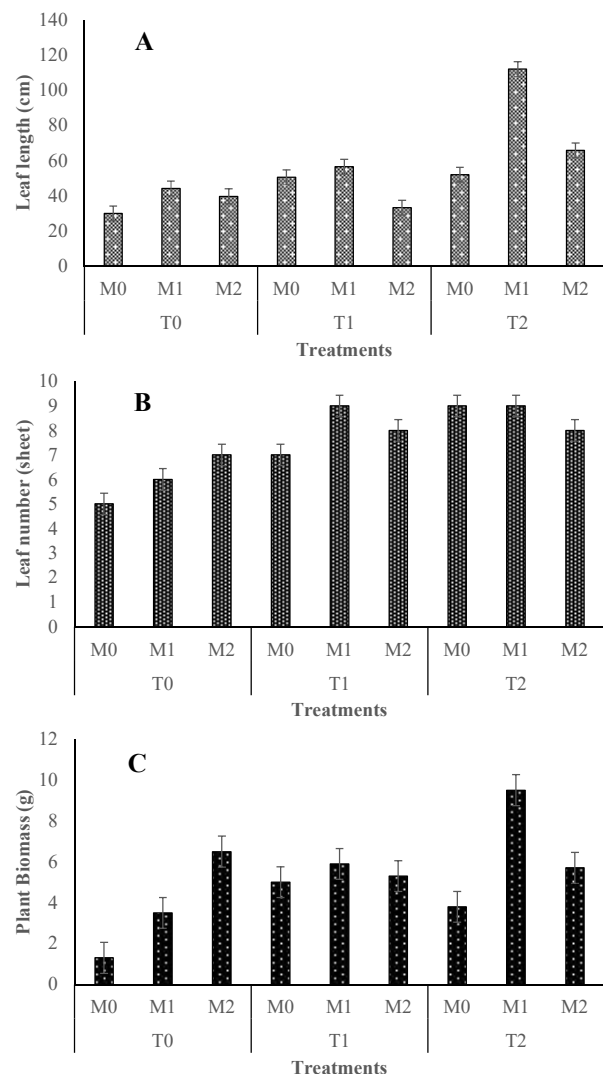 140
A
120
100
80
60
40
20
0
Leaf length (cm)
M0 M1 M2 M0 M1 M2 M0 M1 M2
T0 T1 T2
Treatments
10
B
9
8
7
6
5
4
3
2
1
0
Leaf number (sheet)
M0 M1 M2 M0 M1 M2 M0 M1 M2
T0 T1 T2
Treatments
12
C
10
8
6
4
2
0
Plant Biomass (g)
M0 M1 M2 M0 M1 M2 M0 M1 M2
T0 T1 T2
Treatments